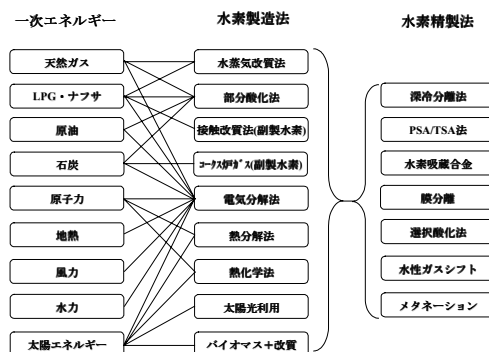 一次エネルギー
水素製造法
水素精製法
天然ガス
LPG・ナフサ
原油
石炭
原子力
地熱
風力
水力
太陽エネルギー
水蒸気改質法
部分酸化法
接触改質法(副製水素)
コークス炉ガス(副製水素)
電気分解法
熱分解法
熱化学法
太陽光利用
バイオマス＋改質
深冷分離法
PSA/TSA法
水素吸蔵合金
膜分離
選択酸化法
水性ガスシフト
メタネーション